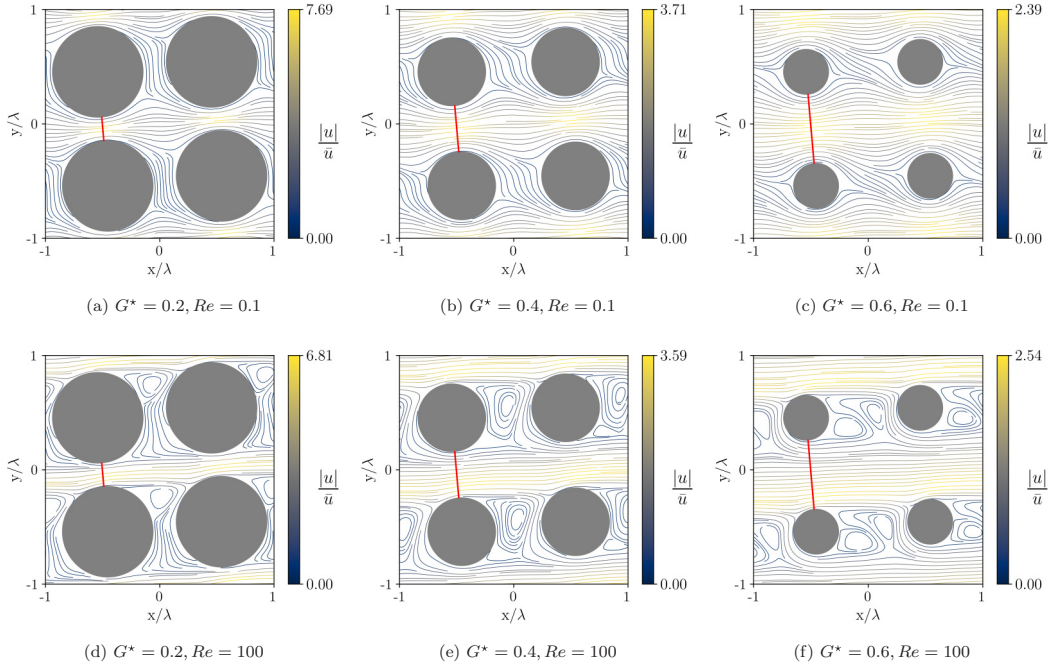 1
y/λ
0
-1
-1
0
1
x/λ
7.69
|u|
ū
0.00
(a) G⋆ = 0.2, Re = 0.1
1
y/λ
0
-1
-1
0
1
x/λ
3.71
|u|
ū
0.00
(b) G⋆ = 0.4, Re = 0.1
1
y/λ
0
-1
-1
0
1
x/λ
2.39
|u|
ū
0.00
(c) G⋆ = 0.6, Re = 0.1
1
y/λ
0
-1
-1
0
1
x/λ
6.81
|u|
ū
0.00
(d) G⋆ = 0.2, Re = 100
1
y/λ
0
-1
-1
0
1
x/λ
3.59
|u|
ū
0.00
(e) G⋆ = 0.4, Re = 100
1
y/λ
0
-1
-1
0
1
x/λ
2.54
|u|
ū
0.00
(f) G⋆ = 0.6, Re = 100